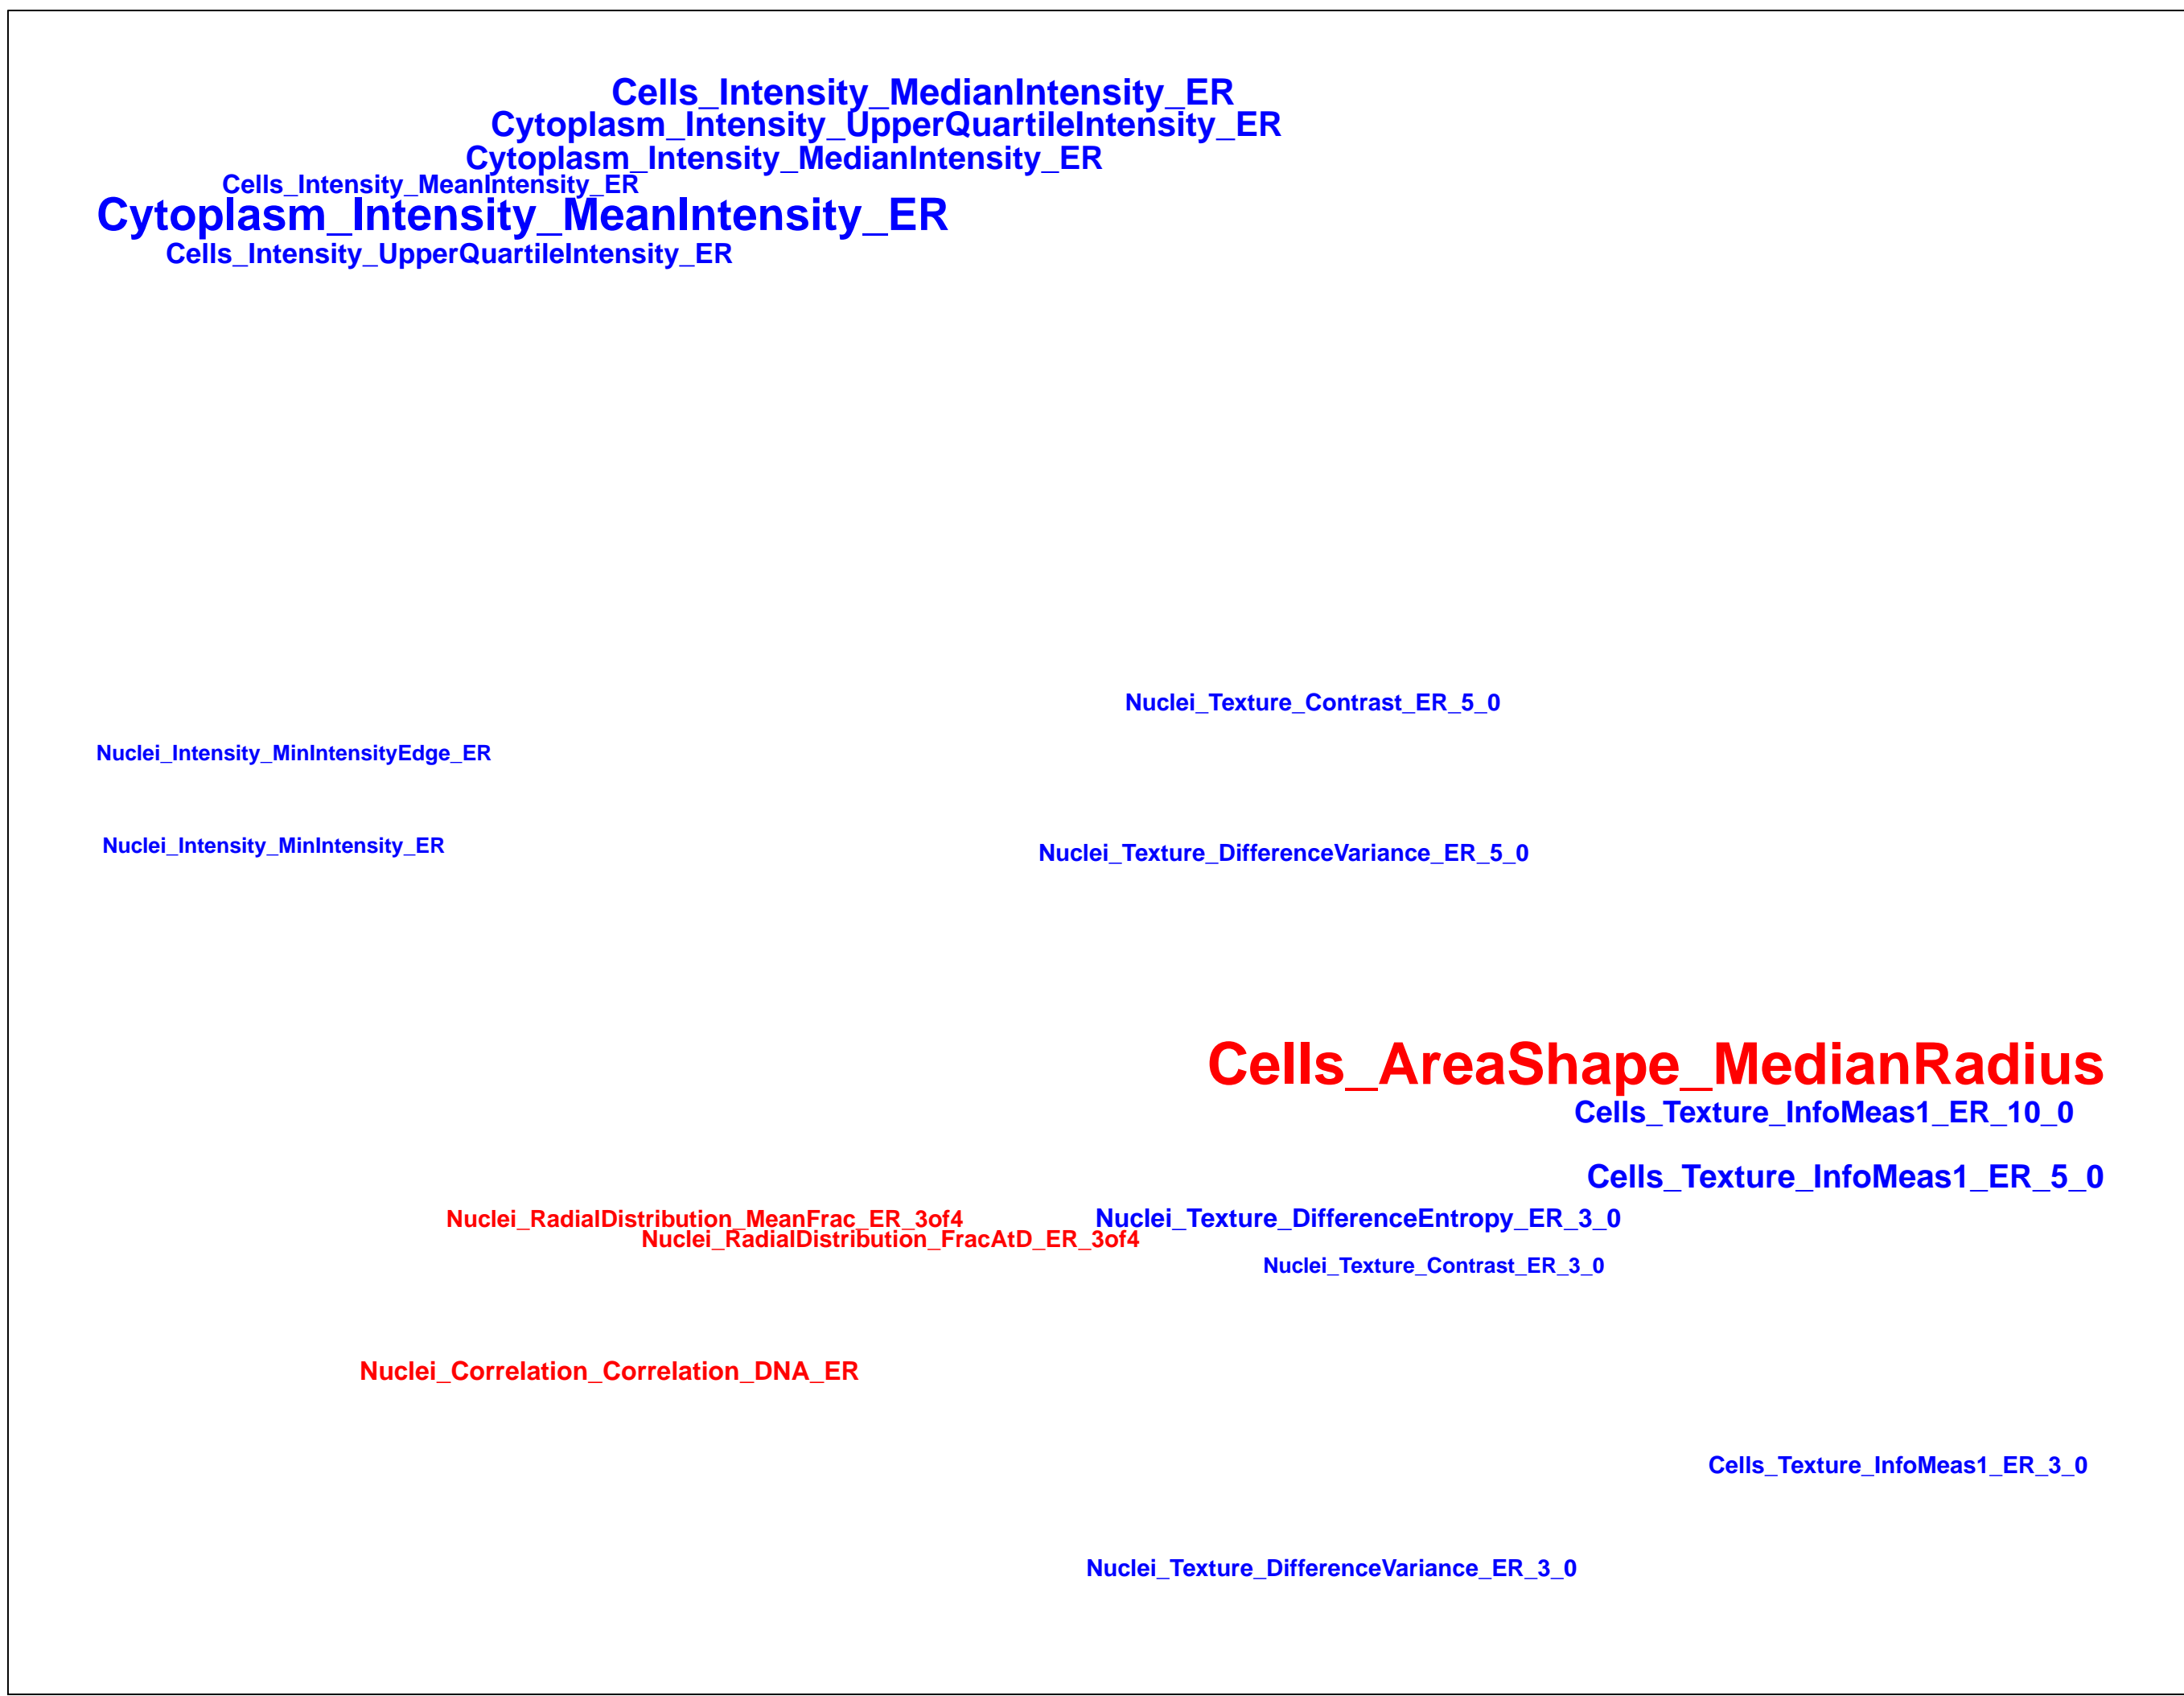 Cells_Intensity_MedianIntensity_ER
Cytoplasm_Intensity_UpperQuartileIntensity_ER
Cytoplasm_Intensity_MedianIntensity_ER
Cells_Intensity_MeanIntensity_ER
Cytoplasm_Intensity_MeanIntensity_ER
Cells_Intensity_UpperQuartileIntensity_ER
Nuclei_Texture_Contrast_ER_5_0
Nuclei_Intensity_MinIntensityEdge_ER
Nuclei_Intensity_MinIntensity_ER
Nuclei_Texture_DifferenceVariance_ER_5_0
Cells_AreaShape_MedianRadius
Cells_Texture_InfoMeas1_ER_10_0
Cells_Texture_InfoMeas1_ER_5_0
Nuclei_RadialDistribution_MeanFrac_ER_3of4
Nuclei_Texture_DifferenceEntropy_ER_3_0
Nuclei_RadialDistribution_FracAtD_ER_3of4
Nuclei_Texture_Contrast_ER_3_0
Nuclei_Correlation_Correlation_DNA_ER
Cells_Texture_InfoMeas1_ER_3_0
Nuclei_Texture_DifferenceVariance_ER_3_0